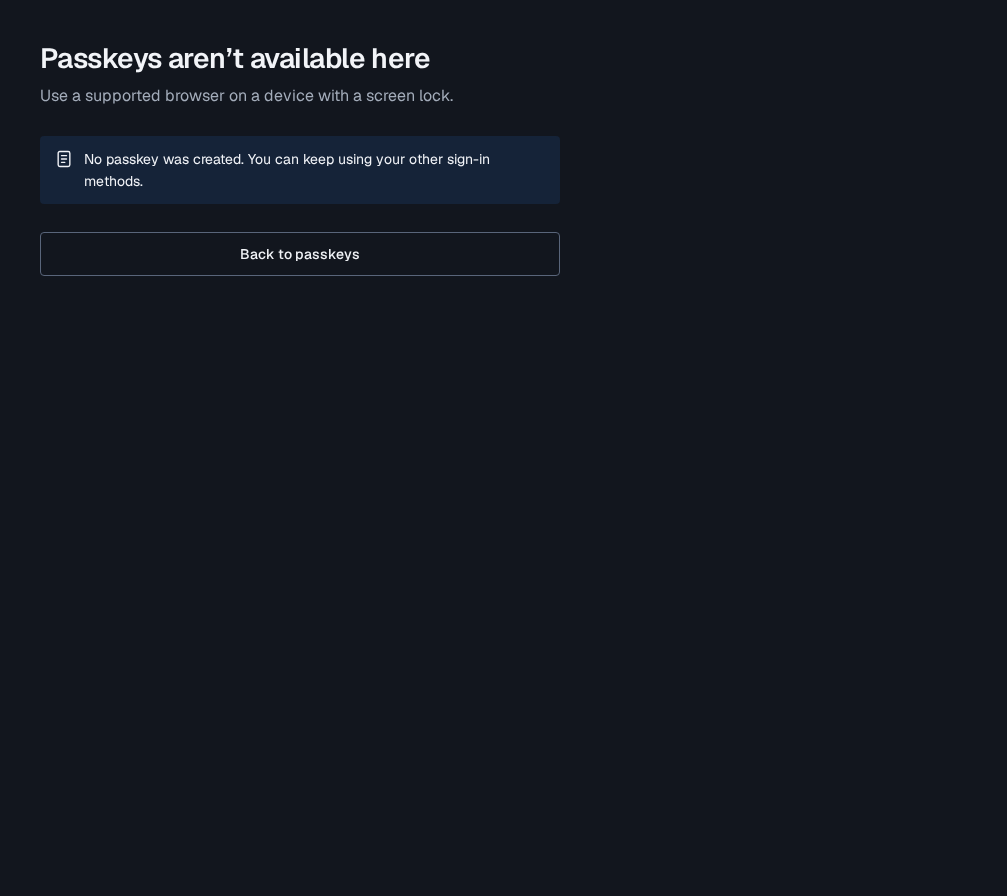 Passkeys aren’t available here
Use a supported browser on a device with a screen lock.
No passkey was created. You can keep using your other sign-in
methods.
Back to passkeys